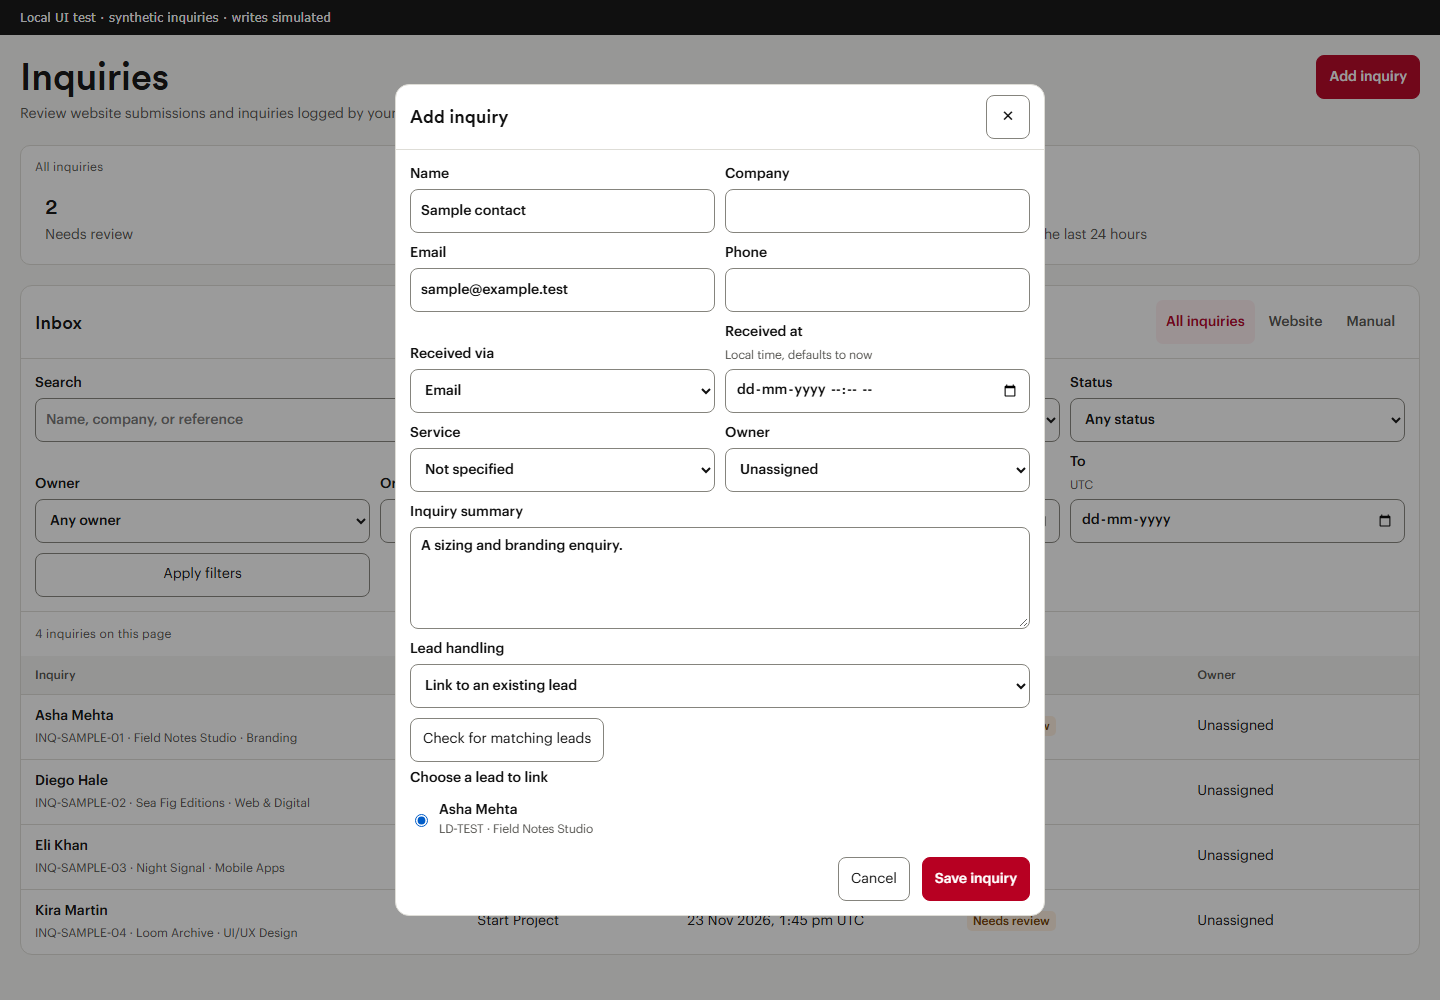 Local UI test · synthetic inquiries · writes simulated
Inquiries
Add inquiry
Review website submissions and inquiries logged by your
All inquiries
2
Needs review
he last 24 hours
Inbox
All inquiries
Website
Manual
Search
Name, company, or reference
Status
Any status
Owner
Any owner
To
UTC
dd-mm-yyyy
Apply filters
4 inquiries on this page
Inquiry
Owner
Asha Mehta
INQ-SAMPLE-01 · Field Notes Studio · Branding
Unassigned
Diego Hale
INQ-SAMPLE-02 · Sea Fig Editions · Web & Digital
Unassigned
Eli Khan
INQ-SAMPLE-03 · Night Signal · Mobile Apps
Unassigned
Kira Martin
INQ-SAMPLE-04 · Loom Archive · UI/UX Design
Start Project
23 Nov 2026, 1:45 pm UTC
Needs review
Unassigned
Add inquiry
×
Name
Sample contact
Company
Email
sample@example.test
Phone
Received via
Email
Received at
Local time, defaults to now
dd-mm-yyyy --:-- --
Service
Not specified
Owner
Unassigned
Inquiry summary
A sizing and branding enquiry.
Lead handling
Link to an existing lead
Check for matching leads
Choose a lead to link
Asha Mehta
LD-TEST · Field Notes Studio
Cancel
Save inquiry